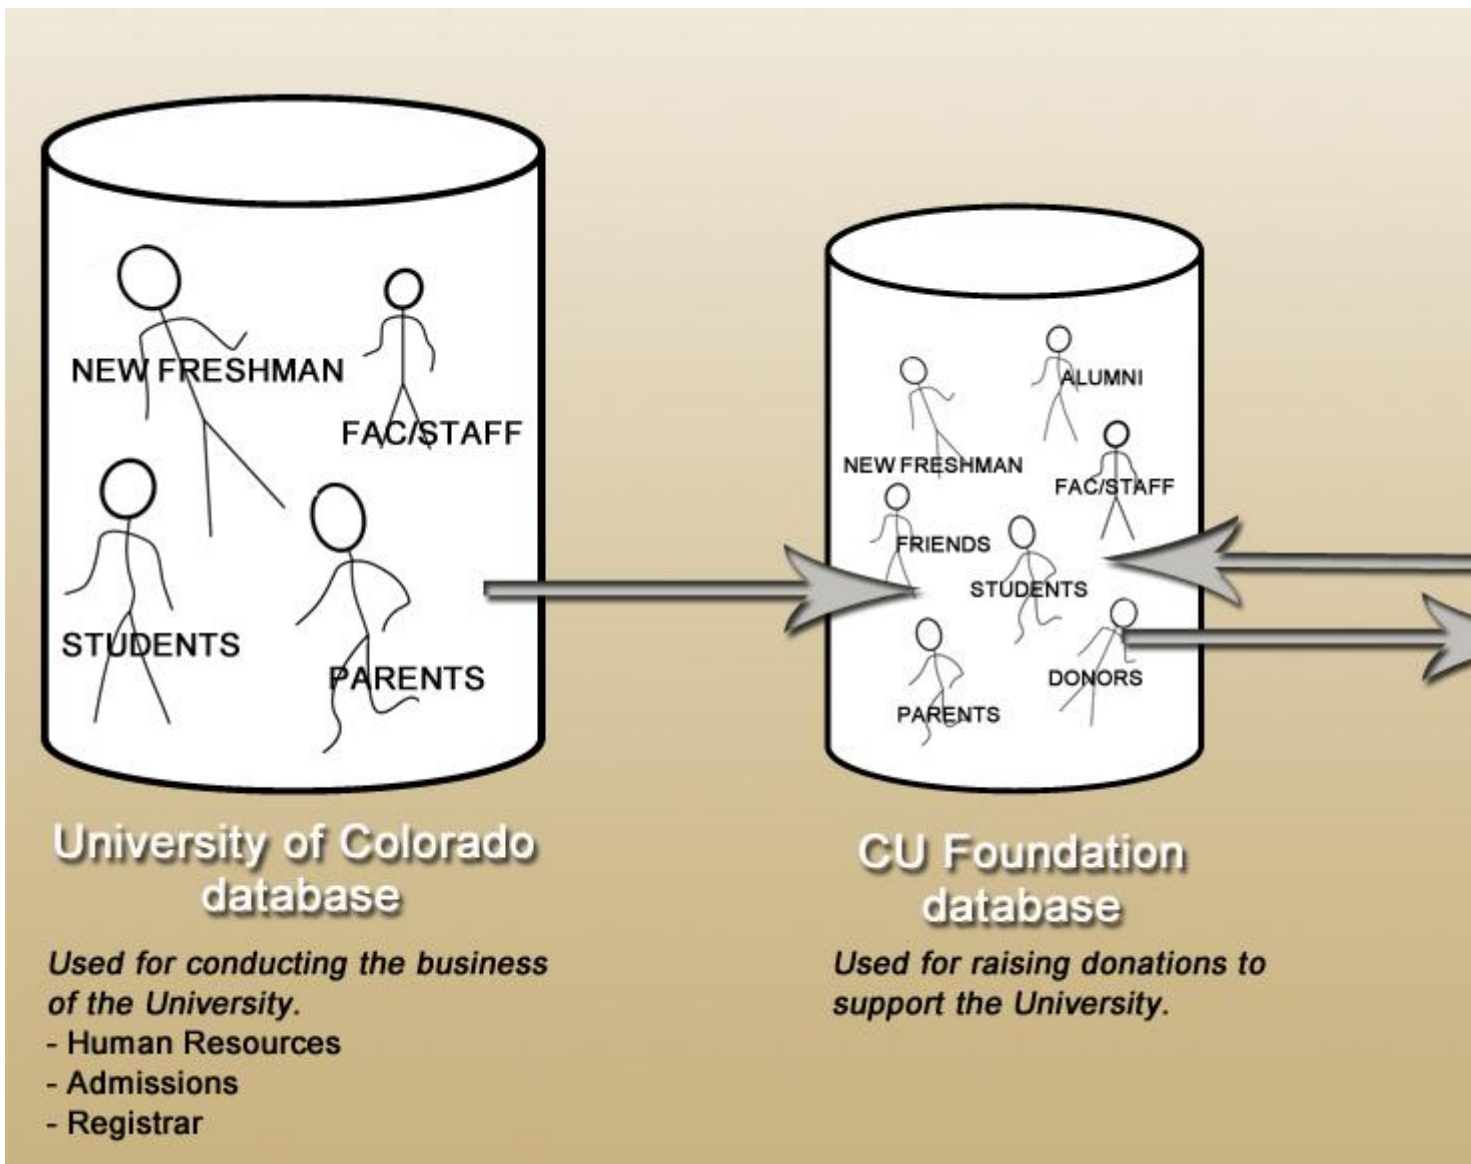 NEW FRESHMAN
FAC/STAFF
STUDENTS
PARENTS
University of Colorado
database
Used for conducting the business
of the University.
- Human Resources
- Admissions
- Registrar
ALUMNI
NEW FRESHMAN
FAC/STAFF
FRIENDS
STUDENTS
DONORS
PARENTS
CU Foundation
database
Used for raising donations to
support the University.